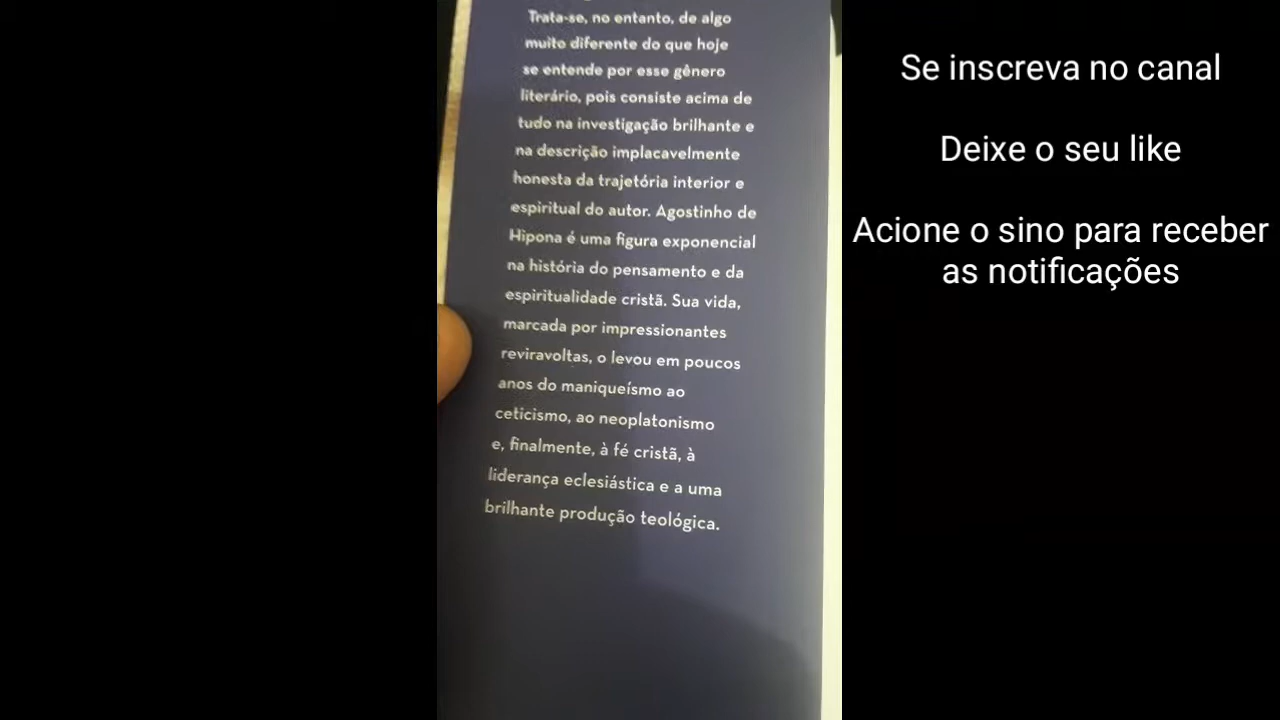 Trata-se, no entanto, de algo
muito diferente do que hoje
se entende por esse gênero
literário, pois consiste acima de
tudo na investigação brilhante e
na descrição implacavelmente
honesta da trajetória interior e
espiritual do autor. Agostinho de
Hipona é uma figura exponencial
na história do pensamento e da
espiritualidade cristã. Sua vida,
marcada por impressionantes
reviravoltas, o levou em poucos
anos do maniqueísmo ao
ceticismo, ao neoplatonismo
e, finalmente, à fé cristã, à
liderança eclesiástica e a uma
brilhante produção teológica.
Se inscreva no canal
Deixe o seu like
Acione o sino para receber
as notificações